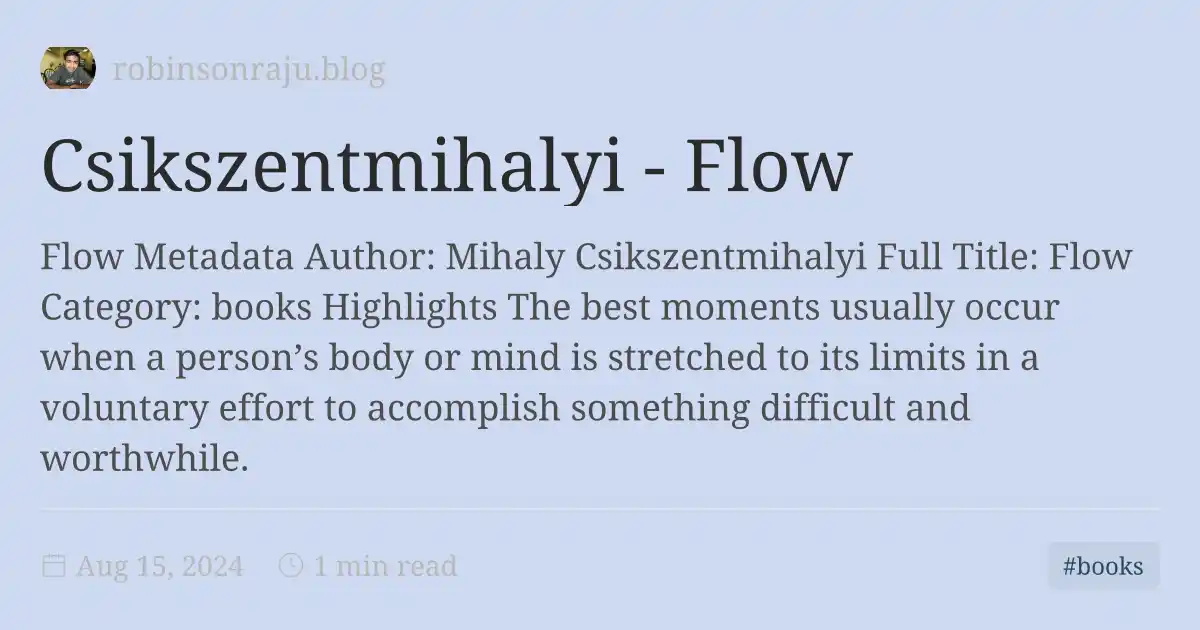 robinsonraju.blog
Csikszentmihalyi - Flow
Flow Metadata Author: Mihaly Csikszentmihalyi Full Title: Flow
Category: books Highlights The best moments usually occur
when a person’s body or mind is stretched to its limits in a
voluntary effort to accomplish something difficult and
worthwhile.
Aug 15, 2024 1 min read #books